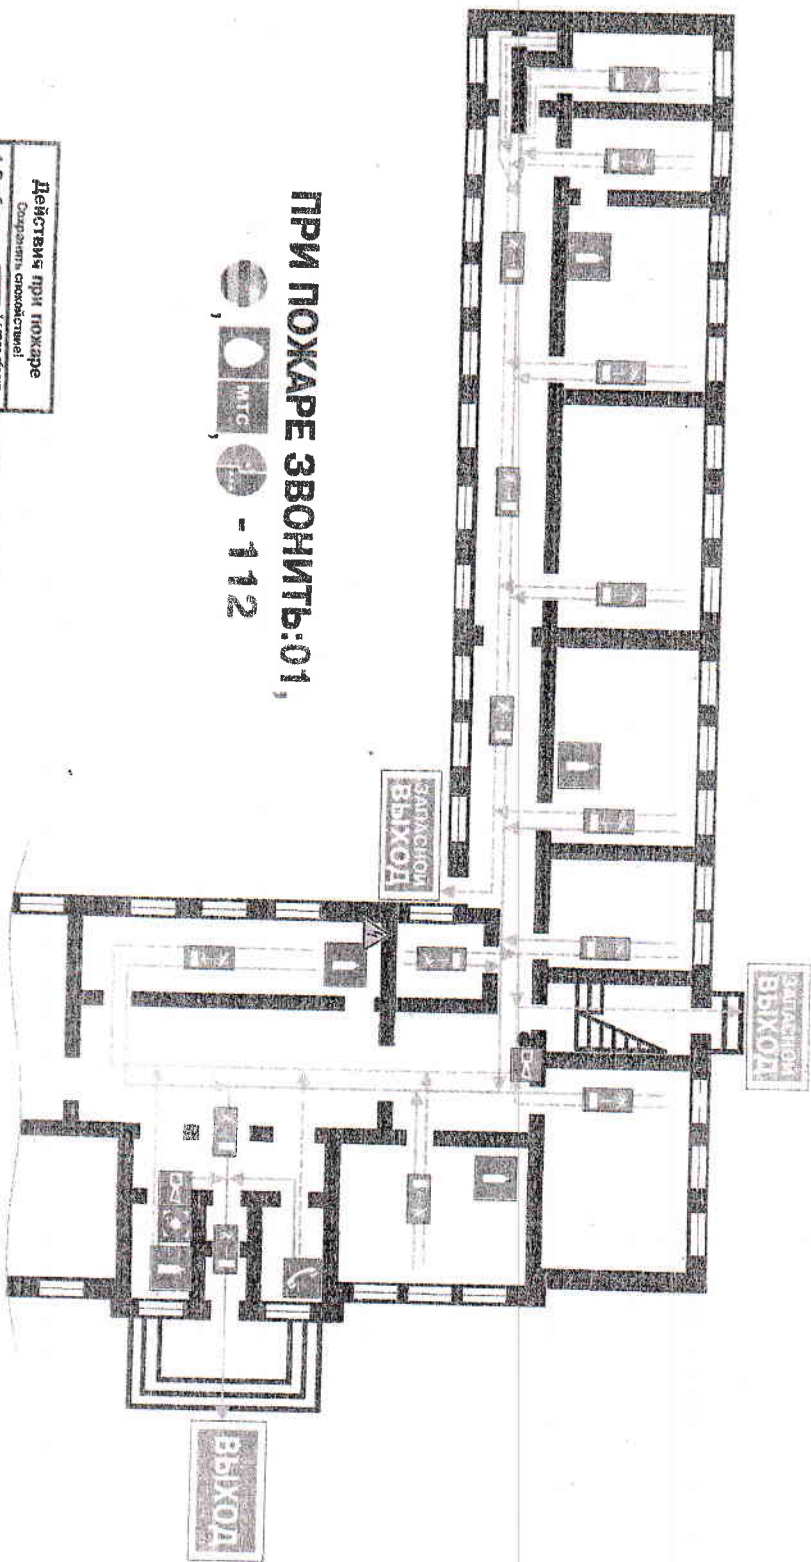 ПРИ ПОЖАРЕ ЗВОНИТЬ:01,
, МТС, - 112
Действия при пожаре
Сохранять спокойствие!
ЗАПАСНОЙ
ВЫХОД
ЗАПАСНОЙ
ВЫХОД
ВЫХОД